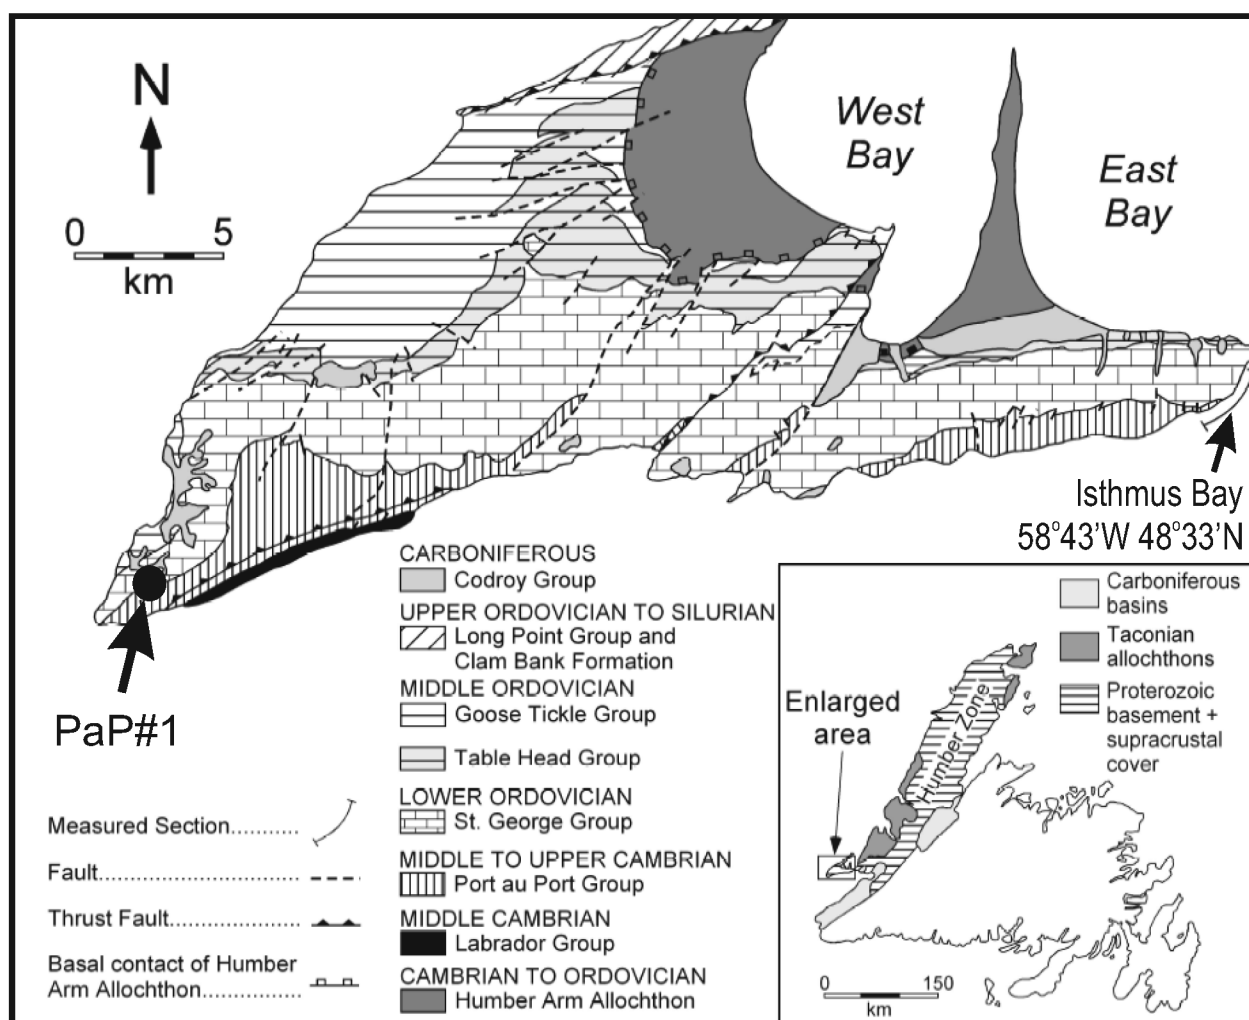 N
0 5
km
West
Bay
East
Bay
Isthmus Bay
58°43'W 48°33'N
PaP#1
Measured Section...........
Fault..............................
Thrust Fault....................
Basal contact of Humber
Arm Allochthon...............
CARBONIFEROUS
Codroy Group
UPPER ORDOVICIAN TO SILURIAN
Long Point Group and
Clam Bank Formation
MIDDLE ORDOVICIAN
Goose Tickle Group
Table Head Group
LOWER ORDOVICIAN
St. George Group
MIDDLE TO UPPER CAMBRIAN
Port au Port Group
MIDDLE CAMBRIAN
Labrador Group
CAMBRIAN TO ORDOVICIAN
Humber Arm Allochthon
Enlarged
area
Humber Zone
Carboniferous
basins
Taconian
allochthons
Proterozoic
basement +
supracrustal
cover
0 150
km